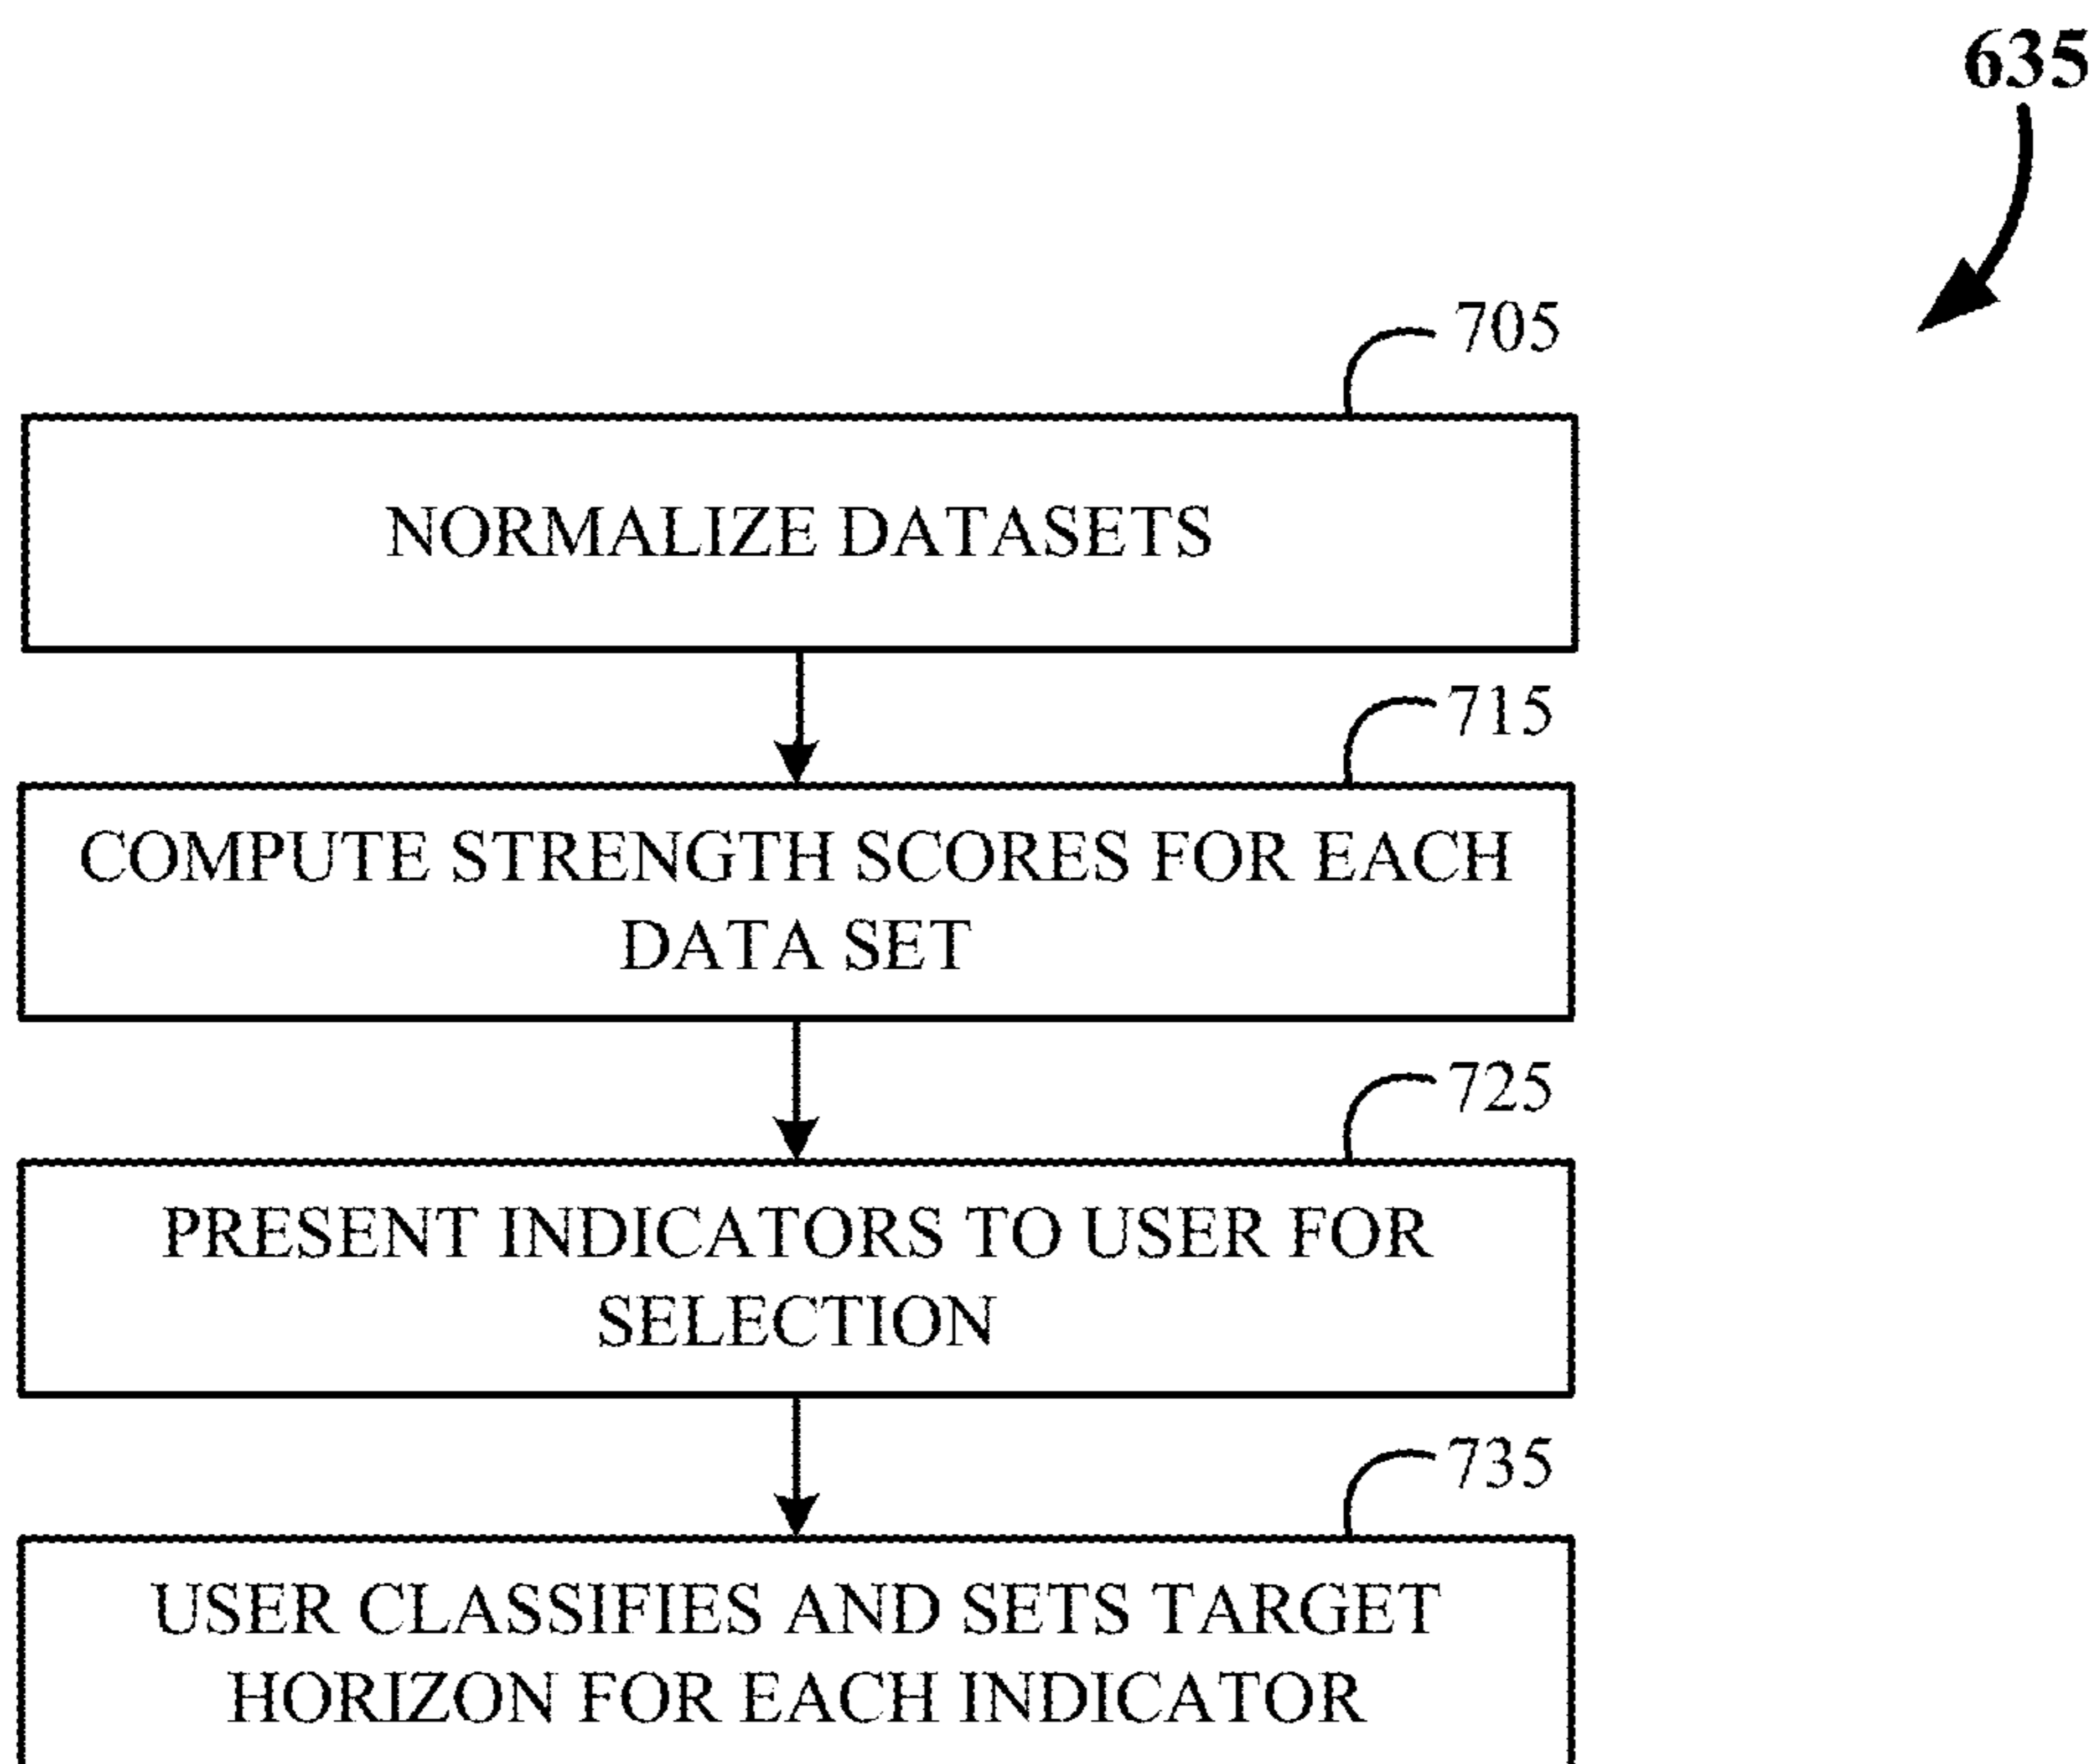 635
705
NORMALIZE DATASETS
715
COMPUTE STRENGTH SCORES FOR EACH
DATA SET
725
PRESENT INDICATORS TO USER FOR
SELECTION
735
USER CLASSIFIES AND SETS TARGET
HORIZON FOR EACH INDICATOR